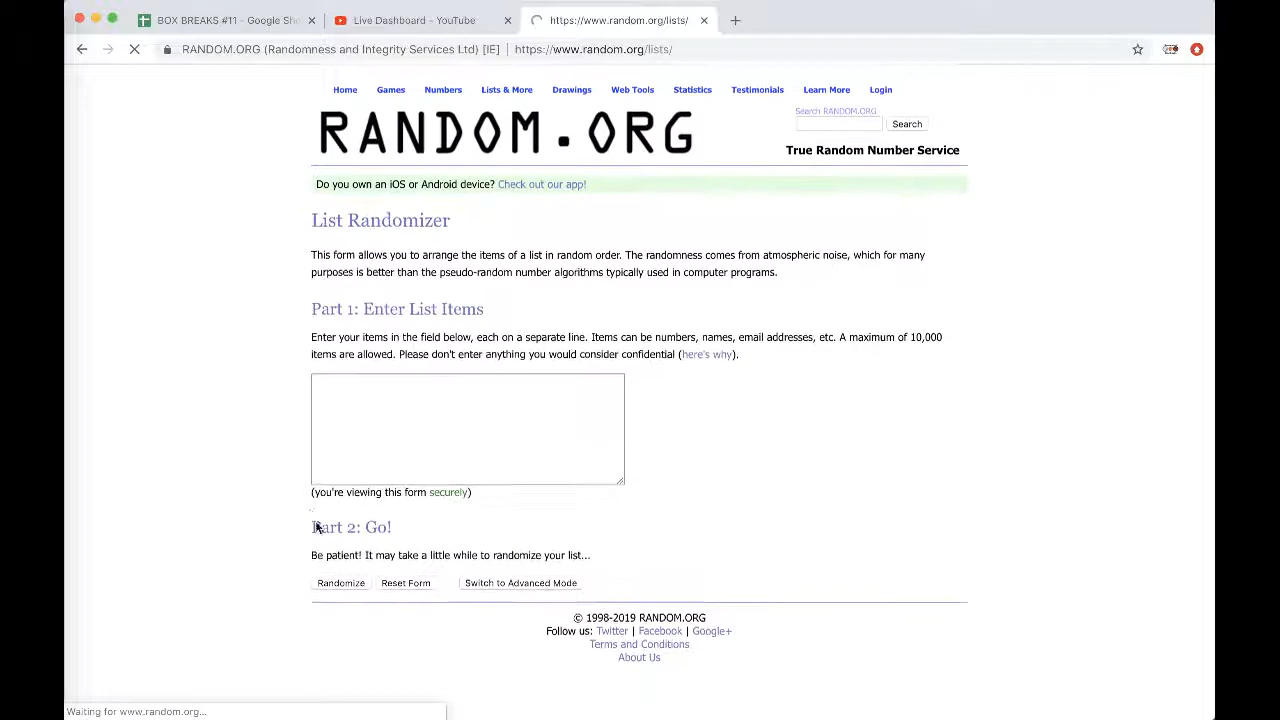 BOX BREAKS #11 - Google She
Live Dashboard - YouTube
https://www.random.org/lists/
RANDOM.ORG (Randomness and Integrity Services Ltd) [IE] | https://www.random.org/lists/
Home Games Numbers Lists & More Drawings Web Tools Statistics Testimonials Learn More Login
RANDOM.ORG
Search RANDOM.ORG
Search
True Random Number Service
Do you own an iOS or Android device? Check out our app!
List Randomizer
This form allows you to arrange the items of a list in random order. The randomness comes from atmospheric noise, which for many
purposes is better than the pseudo-random number algorithms typically used in computer programs.
Part 1: Enter List Items
Enter your items in the field below, each on a separate line. Items can be numbers, names, email addresses, etc. A maximum of 10,000
items are allowed. Please don't enter anything you would consider confidential (here's why).
(you're viewing this form securely)
Part 2: Go!
Be patient! It may take a little while to randomize your list...
Randomize Reset Form Switch to Advanced Mode
© 1998-2019 RANDOM.ORG
Follow us: Twitter | Facebook | Google+
Terms and Conditions
About Us
Waiting for www.random.org...